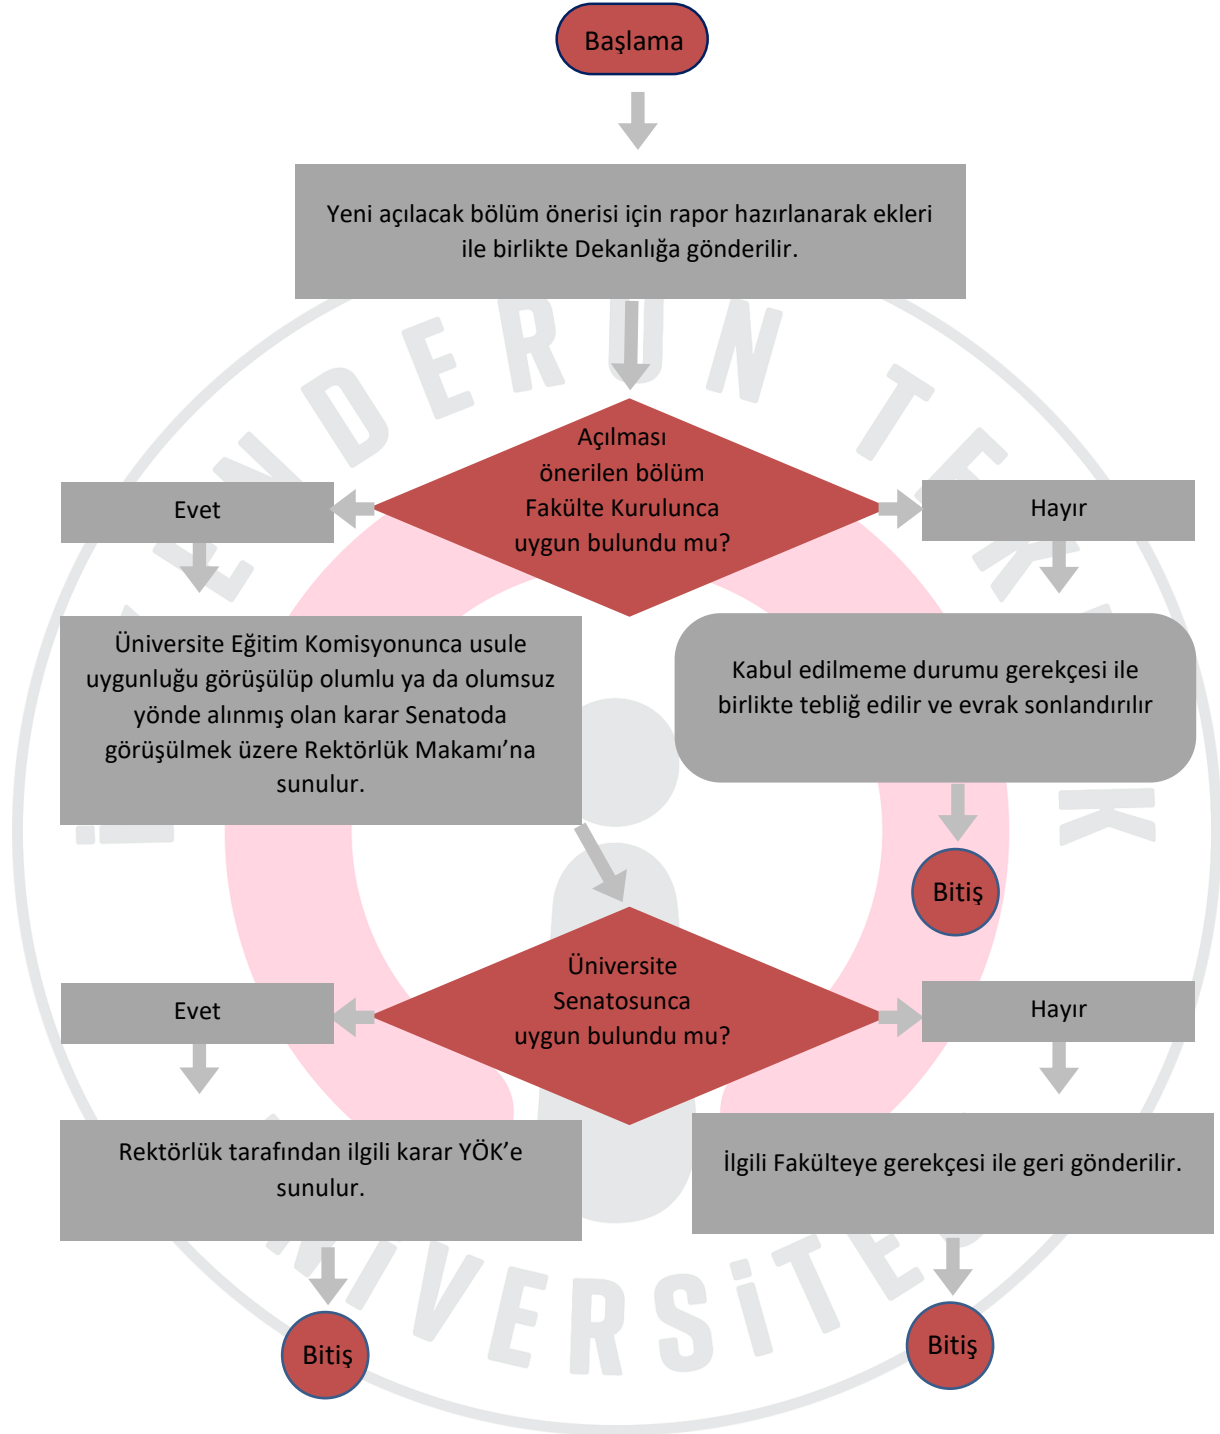 Başlama
Yeni açılacak bölüm önerisi için rapor hazırlanarak ekleri
ile birlikte Dekanlığa gönderilir.
Açılması
önerilen bölüm
Fakülte Kurulunca
uygun bulundu mu?
Evet
Hayır
Üniversite Eğitim Komisyonunca usule
uygunluğu görüşülüp olumlu ya da olumsuz
yönde alınmış olan karar Senatoda
görüşülmek üzere Rektörlük Makamı’na
sunulur.
Kabul edilmeme durumu gerekçesi ile
birlikte tebliğ edilir ve evrak sonlandırılır
Bitiş
Üniversite
Senatosunca
uygun bulundu mu?
Evet
Hayır
Rektörlük tarafından ilgili karar YÖK’e
sunulur.
İlgili Fakülteye gerekçesi ile geri gönderilir.
Bitiş
Bitiş